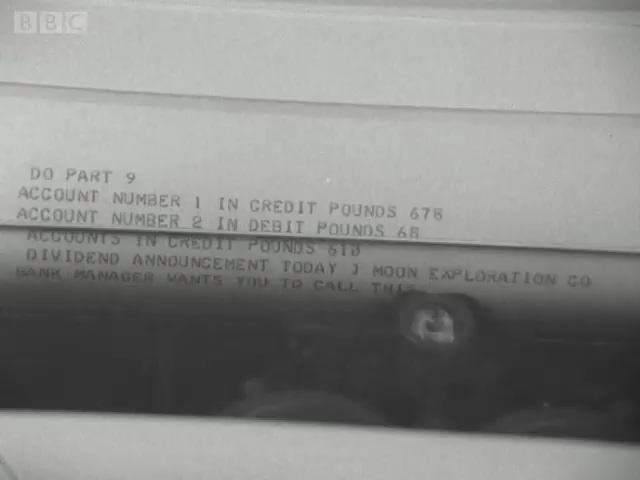 BBC
DO PART 9
ACCOUNT NUMBER 1 IN CREDIT POUNDS 678
ACCOUNT NUMBER 2 IN DEBIT POUNDS 68
ACCOUNTS IN CREDIT POUNDS 610
DIVIDEND ANNOUNCEMENT TODAY J MOON EXPLORATION CO
BANK MANAGER WANTS YOU TO CALL THIS